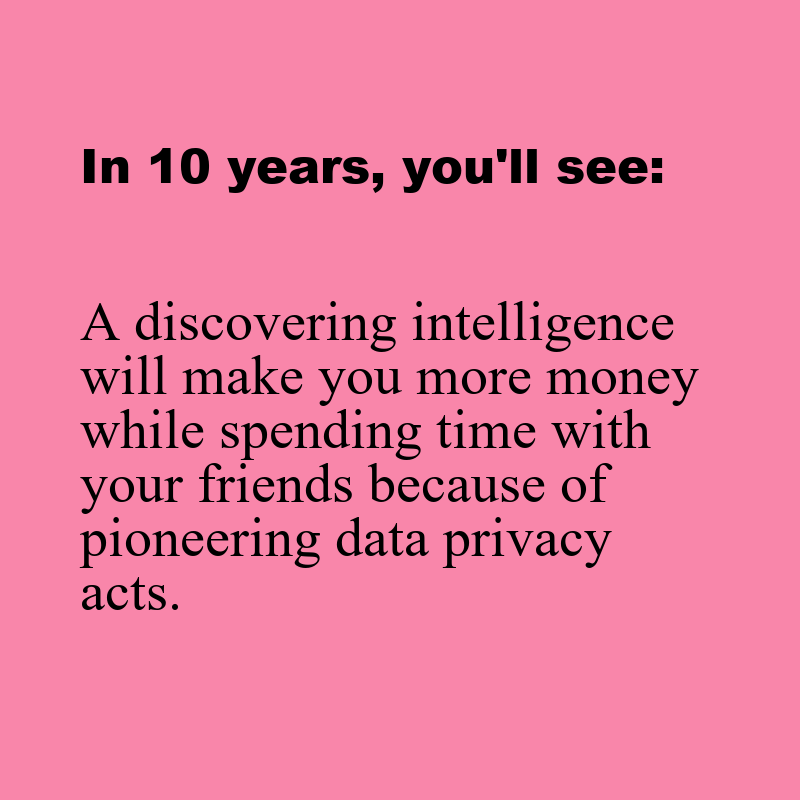 In 10 years, you'll see:
A discovering intelligence
will make you more money
while spending time with
your friends because of
pioneering data privacy
acts.